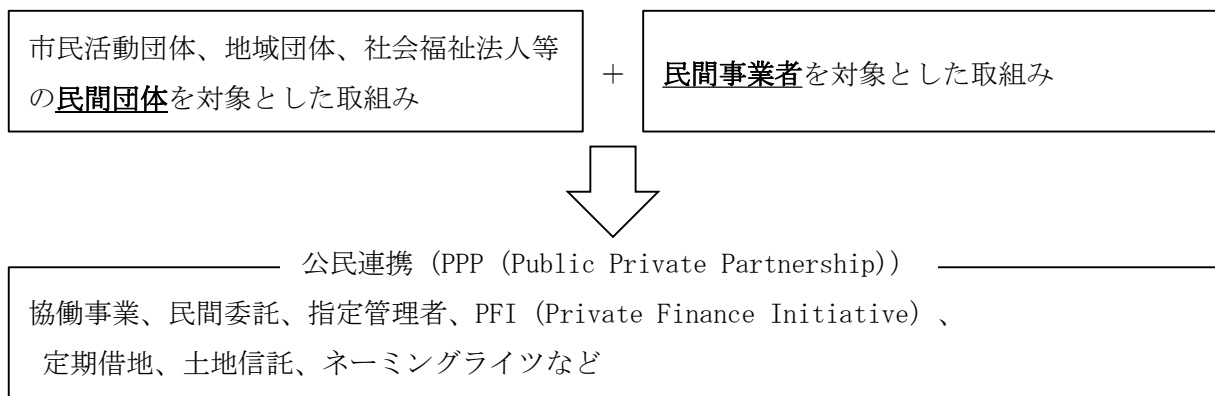 市民活動団体、地域団体、社会福祉法人等
の民間団体を対象とした取組み
+
民間事業者を対象とした取組み
公民連携 (PPP (Public Private Partnership))
協働事業、民間委託、指定管理者、PFI (Private Finance Initiative) 、
定期借地、土地信託、ネーミングライツなど